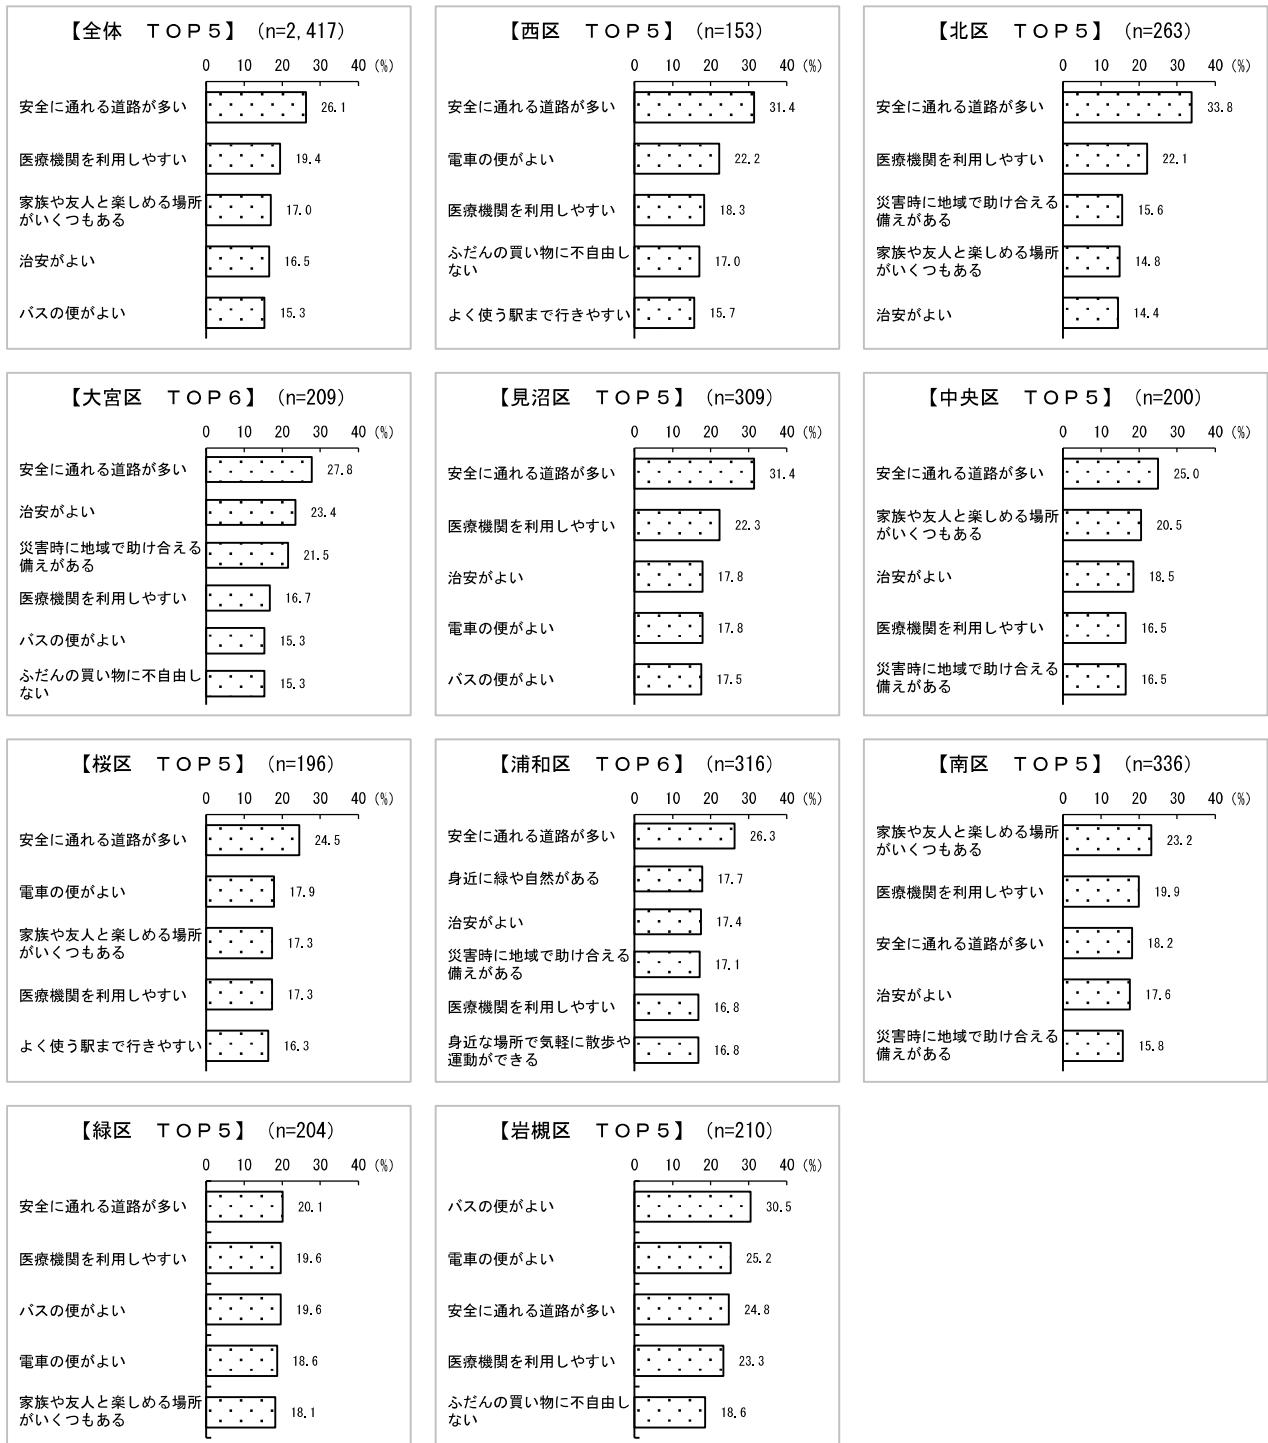 【全体　ＴＯＰ５】 (n=2,417)
0 10 20 30 40 (%)
安全に通れる道路が多い 26.1
医療機関を利用しやすい 19.4
家族や友人と楽しめる場所
がいくつもある 17.0
治安がよい 16.5
バスの便がよい 15.3
【西区　ＴＯＰ５】 (n=153)
0 10 20 30 40 (%)
安全に通れる道路が多い 31.4
電車の便がよい 22.2
医療機関を利用しやすい 18.3
ふだんの買い物に不自由し
ない 17.0
よく使う駅まで行きやすい 15.7
【北区　ＴＯＰ５】 (n=263)
0 10 20 30 40 (%)
安全に通れる道路が多い 33.8
医療機関を利用しやすい 22.1
災害時に地域で助け合える
備えがある 15.6
家族や友人と楽しめる場所
がいくつもある 14.8
治安がよい 14.4
【大宮区　ＴＯＰ６】 (n=209)
0 10 20 30 40 (%)
安全に通れる道路が多い 27.8
治安がよい 23.4
災害時に地域で助け合える
備えがある 21.5
医療機関を利用しやすい 16.7
バスの便がよい 15.3
ふだんの買い物に不自由し
ない 15.3
【見沼区　ＴＯＰ５】 (n=309)
0 10 20 30 40 (%)
安全に通れる道路が多い 31.4
医療機関を利用しやすい 22.3
治安がよい 17.8
電車の便がよい 17.8
バスの便がよい 17.5
【中央区　ＴＯＰ５】 (n=200)
0 10 20 30 40 (%)
安全に通れる道路が多い 25.0
家族や友人と楽しめる場所
がいくつもある 20.5
治安がよい 18.5
医療機関を利用しやすい 16.5
災害時に地域で助け合える
備えがある 16.5
【桜区　ＴＯＰ５】 (n=196)
0 10 20 30 40 (%)
安全に通れる道路が多い 24.5
電車の便がよい 17.9
家族や友人と楽しめる場所
がいくつもある 17.3
医療機関を利用しやすい 17.3
よく使う駅まで行きやすい 16.3
【浦和区　ＴＯＰ６】 (n=316)
0 10 20 30 40 (%)
安全に通れる道路が多い 26.3
身近に緑や自然がある 17.7
治安がよい 17.4
災害時に地域で助け合える
備えがある 17.1
医療機関を利用しやすい 16.8
身近な場所で気軽に散歩や
運動ができる 16.8
【南区　ＴＯＰ５】 (n=336)
0 10 20 30 40 (%)
家族や友人と楽しめる場所
がいくつもある 23.2
医療機関を利用しやすい 19.9
安全に通れる道路が多い 18.2
治安がよい 17.6
災害時に地域で助け合える
備えがある 15.8
【緑区　ＴＯＰ５】 (n=204)
0 10 20 30 40 (%)
安全に通れる道路が多い 20.1
医療機関を利用しやすい 19.6
バスの便がよい 19.6
電車の便がよい 18.6
家族や友人と楽しめる場所
がいくつもある 18.1
【岩槻区　ＴＯＰ５】 (n=210)
0 10 20 30 40 (%)
バスの便がよい 30.5
電車の便がよい 25.2
安全に通れる道路が多い 24.8
医療機関を利用しやすい 23.3
ふだんの買い物に不自由し
ない 18.6